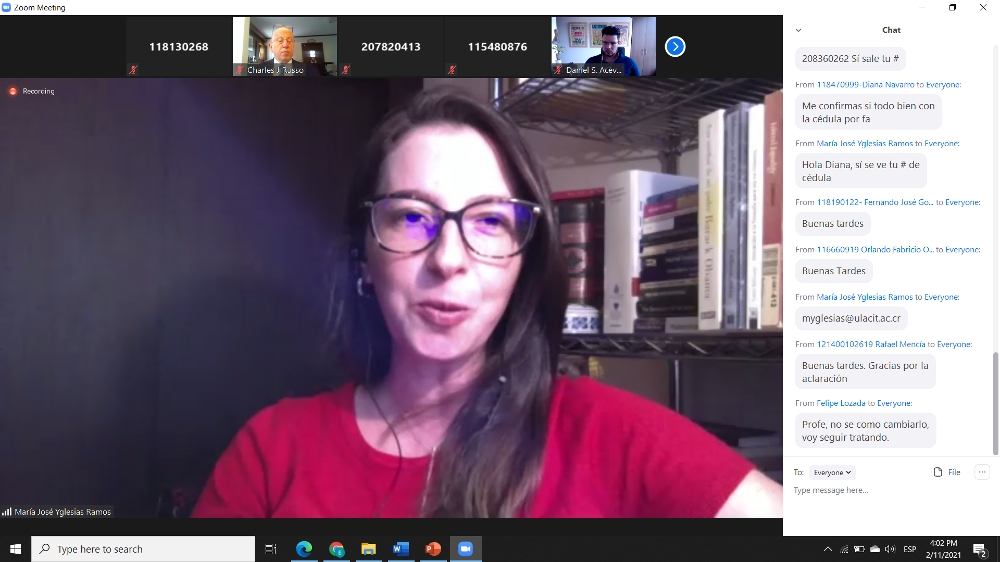 Zoom Meeting
118130268
Charles J Russo
207820413
115480876
Daniel S. Acev...
Recording
Barack Obama
María José Yglesias Ramos
Chat
208360262 Sí sale tu #
From 118470999-Diana Navarro to Everyone:
Me confirmas si todo bien con
la cédula por fa
From María José Yglesias Ramos to Everyone:
Hola Diana, sí se ve tu # de
cédula
From 118190122- Fernando José Go... to Everyone:
Buenas tardes
From 116660919 Orlando Fabricio O... to Everyone:
Buenas Tardes
From María José Yglesias Ramos to Everyone:
myglesias@ulacit.ac.cr
From 121400102619 Rafael Mencía to Everyone:
Buenas tardes. Gracias por la
aclaración
From Felipe Lozada to Everyone:
Profe, no se como cambiarlo,
voy seguir tratando.
To: Everyone
File
Type message here...
Type here to search
ESP
4:02 PM
2/11/2021
2